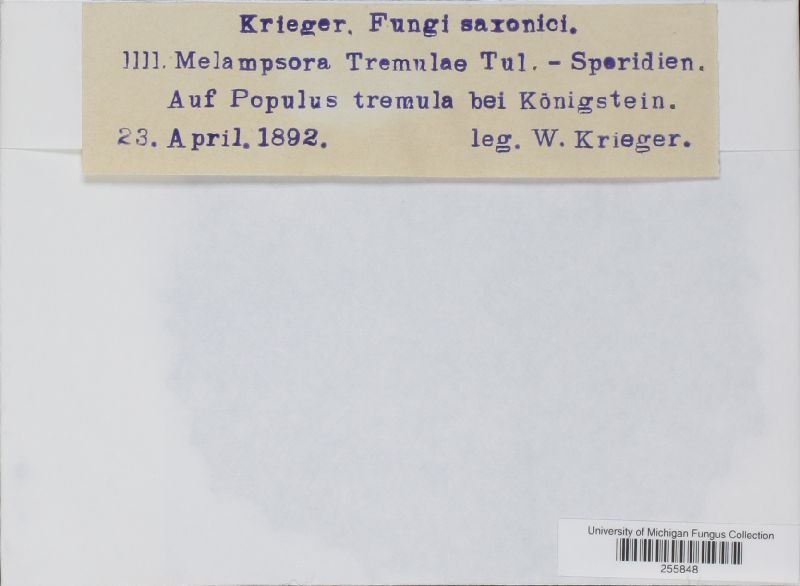 Krieger. Fungi saxonici.
1111. Melampsora Tremulae Tul. - Sporidien.
Auf Populus tremula bei Königstein.
23. April. 1892. leg. W. Krieger.
University of Michigan Fungus Collection
255848